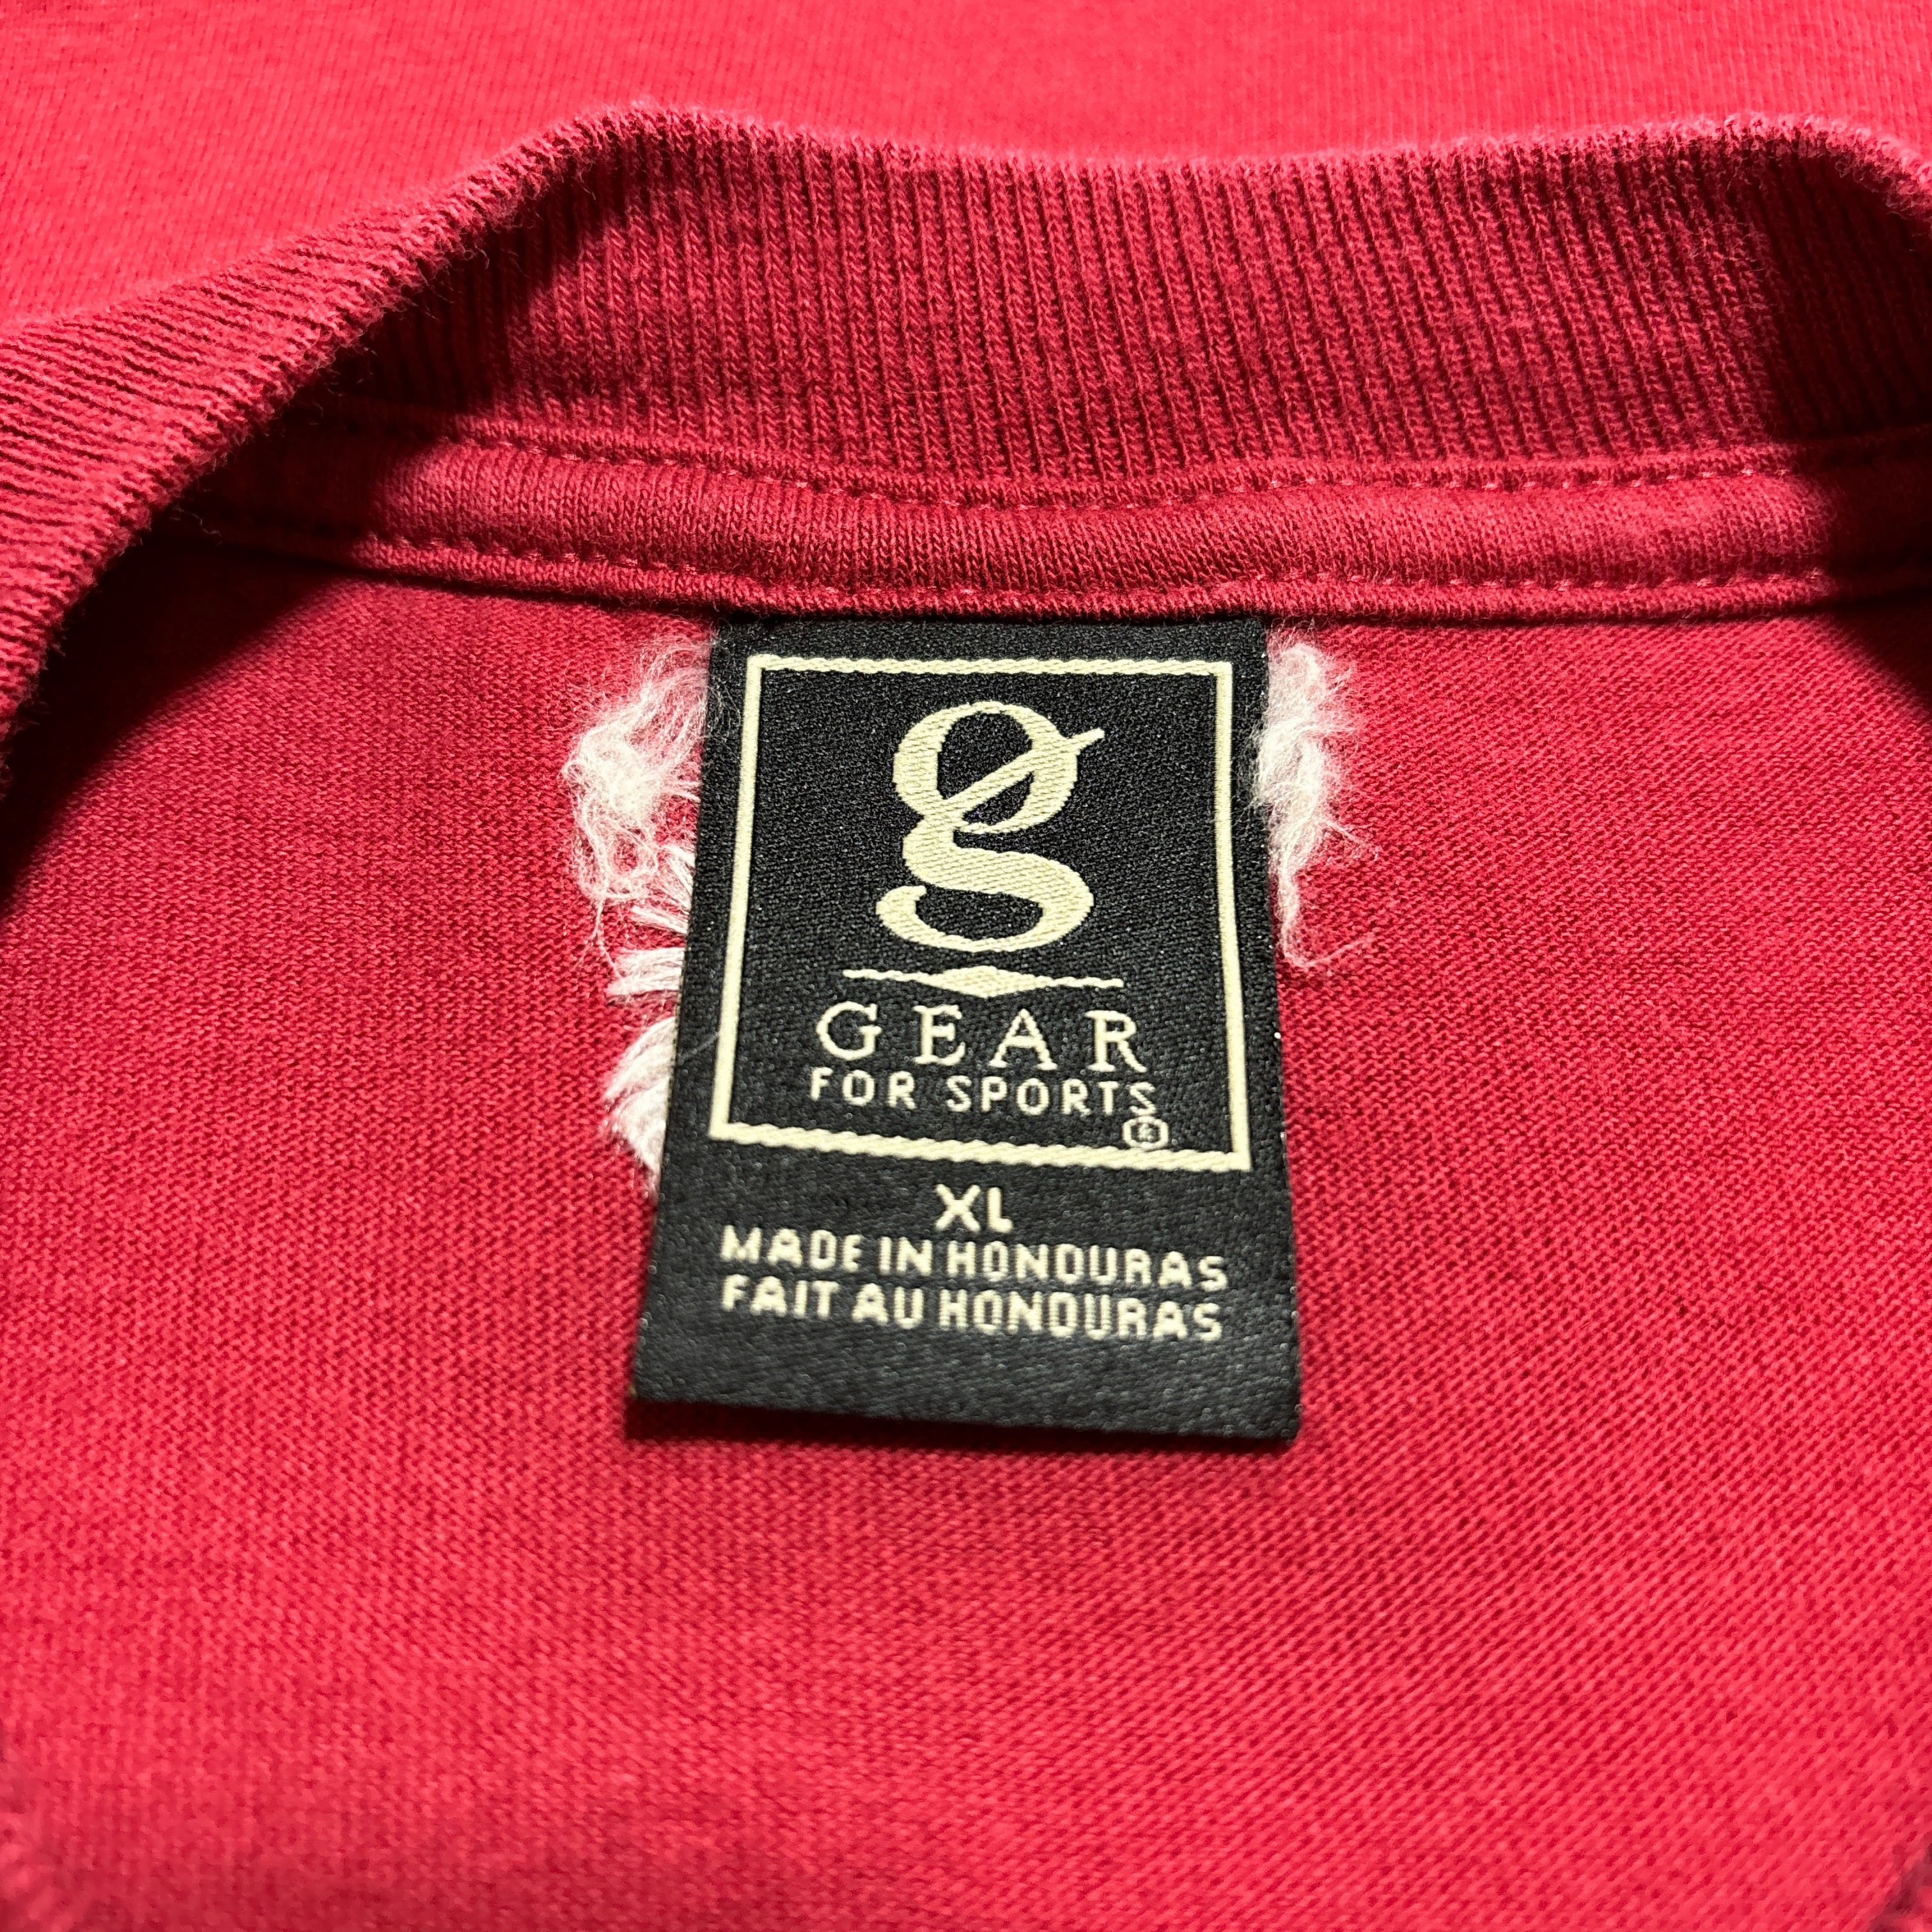 g
GEAR
FOR SPORTS®
XL
MADE IN HONDURAS
FAIT AU HONDURAS